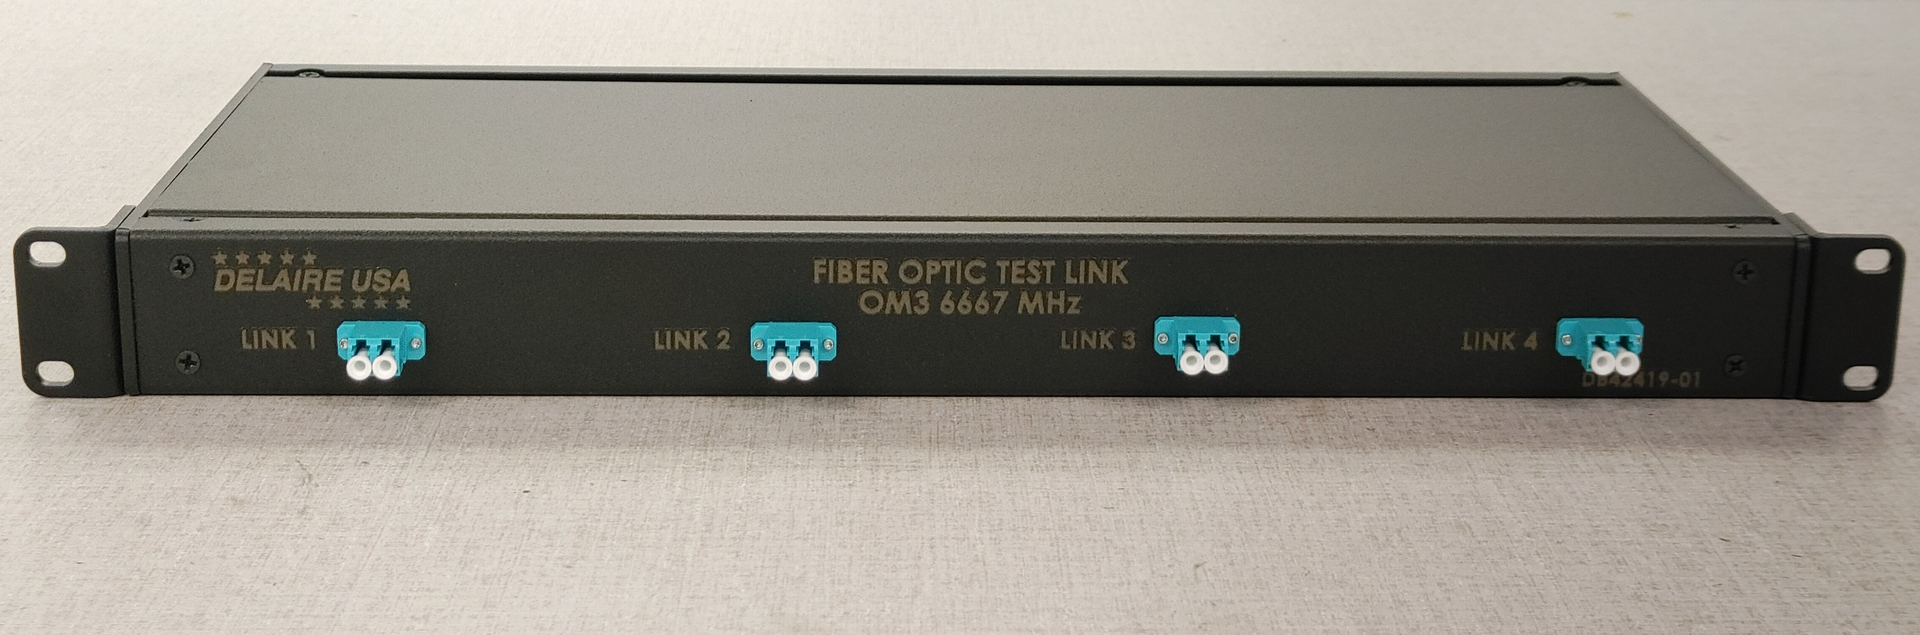 DELAIRE USA
FIBER OPTIC TEST LINK
OM3 6667 MHz
LINK 1
LINK 2
LINK 3
LINK 4
DB42419-01